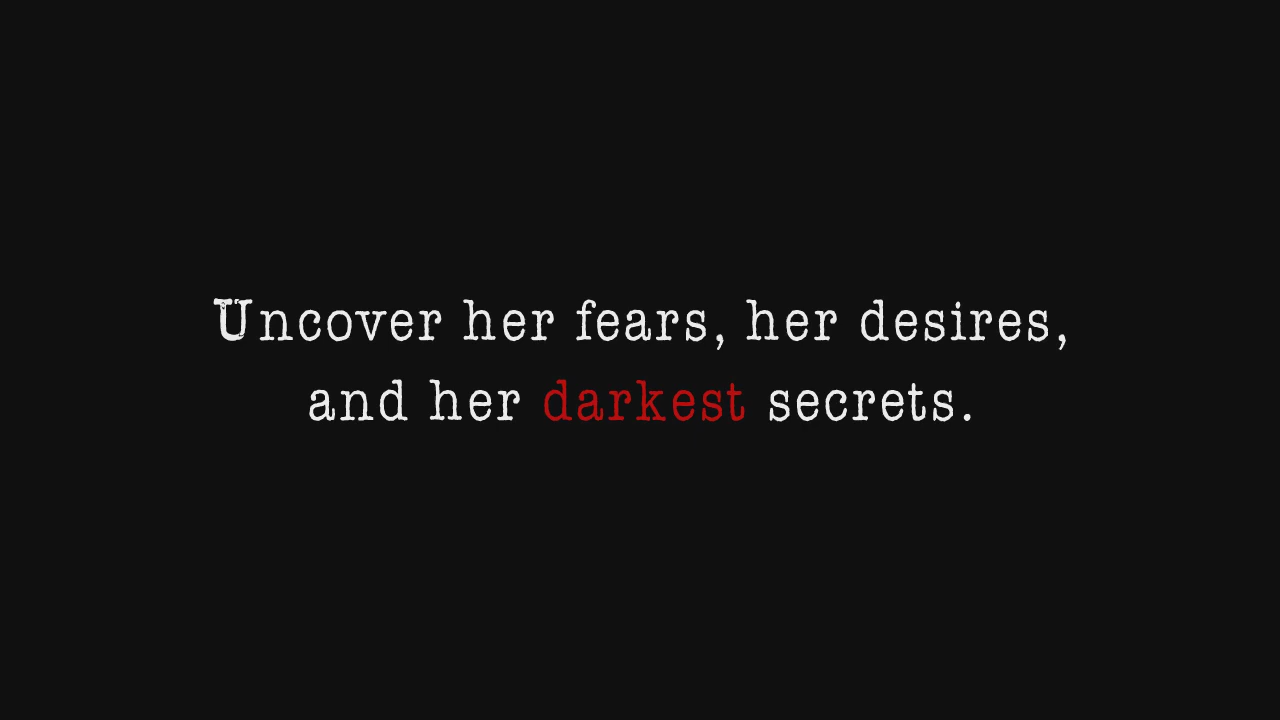 Uncover her fears, her desires,
and her darkest secrets.